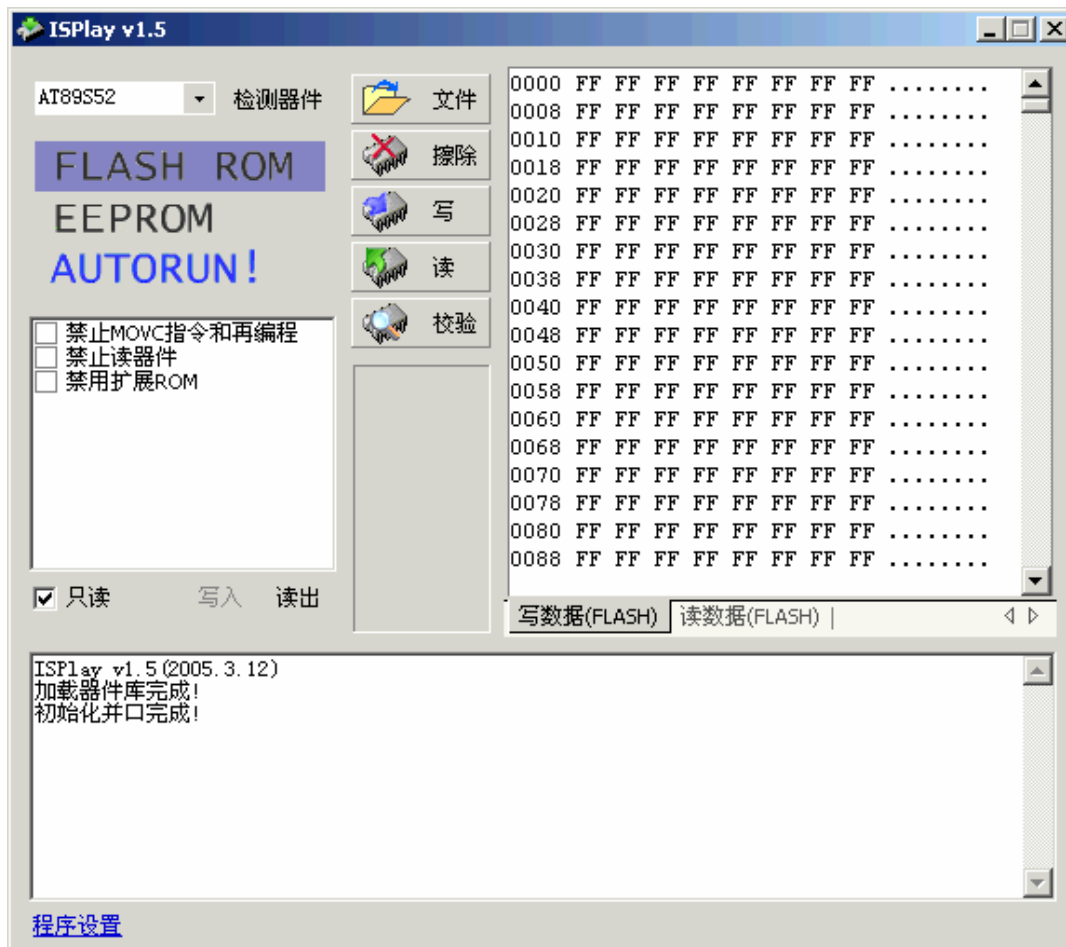 ISPlay v1.5
AT89S52
检测器件
FLASH ROM
EEPROM
AUTORUN!
禁止MOVC指令和再编程
禁止读器件
禁用扩展ROM
只读 写入 读出
文件
擦除
写
读
校验
0000 FF FF FF FF FF FF FF FF ........
0008 FF FF FF FF FF FF FF FF ........
0010 FF FF FF FF FF FF FF FF ........
0018 FF FF FF FF FF FF FF FF ........
0020 FF FF FF FF FF FF FF FF ........
0028 FF FF FF FF FF FF FF FF ........
0030 FF FF FF FF FF FF FF FF ........
0038 FF FF FF FF FF FF FF FF ........
0040 FF FF FF FF FF FF FF FF ........
0048 FF FF FF FF FF FF FF FF ........
0050 FF FF FF FF FF FF FF FF ........
0058 FF FF FF FF FF FF FF FF ........
0060 FF FF FF FF FF FF FF FF ........
0068 FF FF FF FF FF FF FF FF ........
0070 FF FF FF FF FF FF FF FF ........
0078 FF FF FF FF FF FF FF FF ........
0080 FF FF FF FF FF FF FF FF ........
0088 FF FF FF FF FF FF FF FF ........
写数据(FLASH) 读数据(FLASH)
ISPlay v1.5(2005.3.12)
加载器件库完成!
初始化并口完成!
程序设置